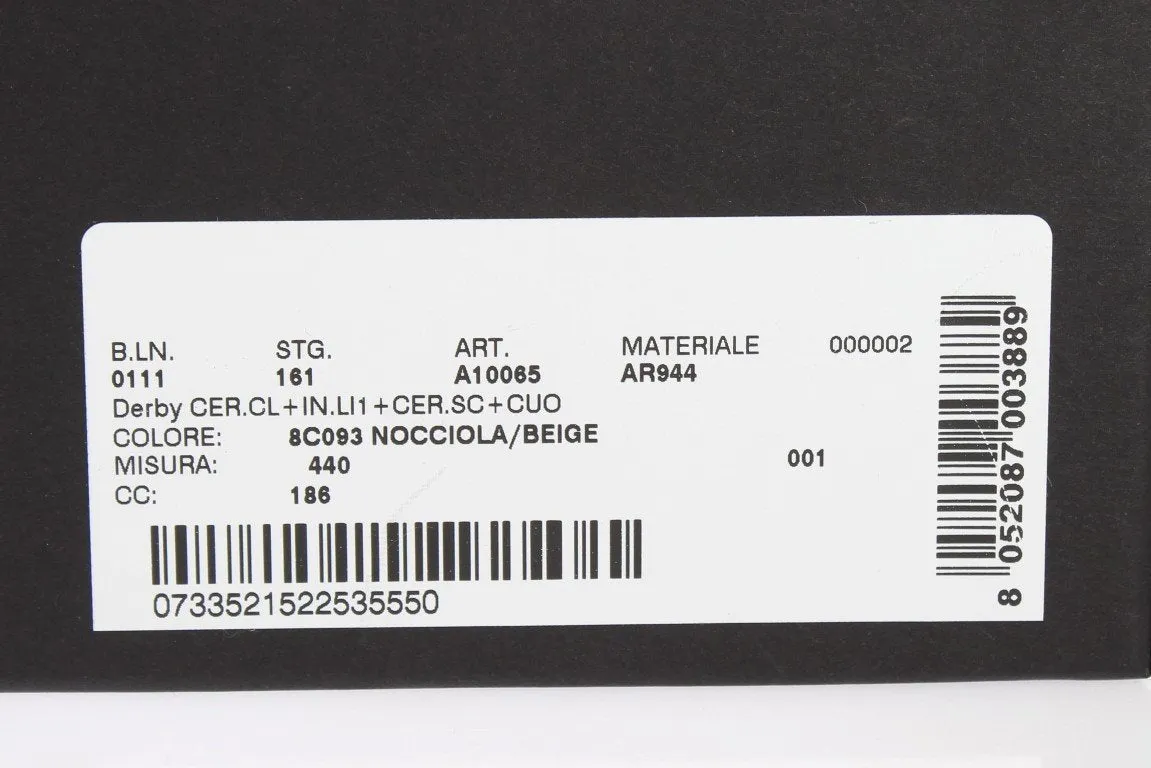 B.LN. STG. ART. MATERIALE 000002
0111 161 A10065 AR944
Derby CER.CL+IN.LI1+CER.SC+CUO
COLORE: 8C093 NOCCIOLA/BEIGE
MISURA: 440 001
CC: 186
0733521522535550
8 052087 003889